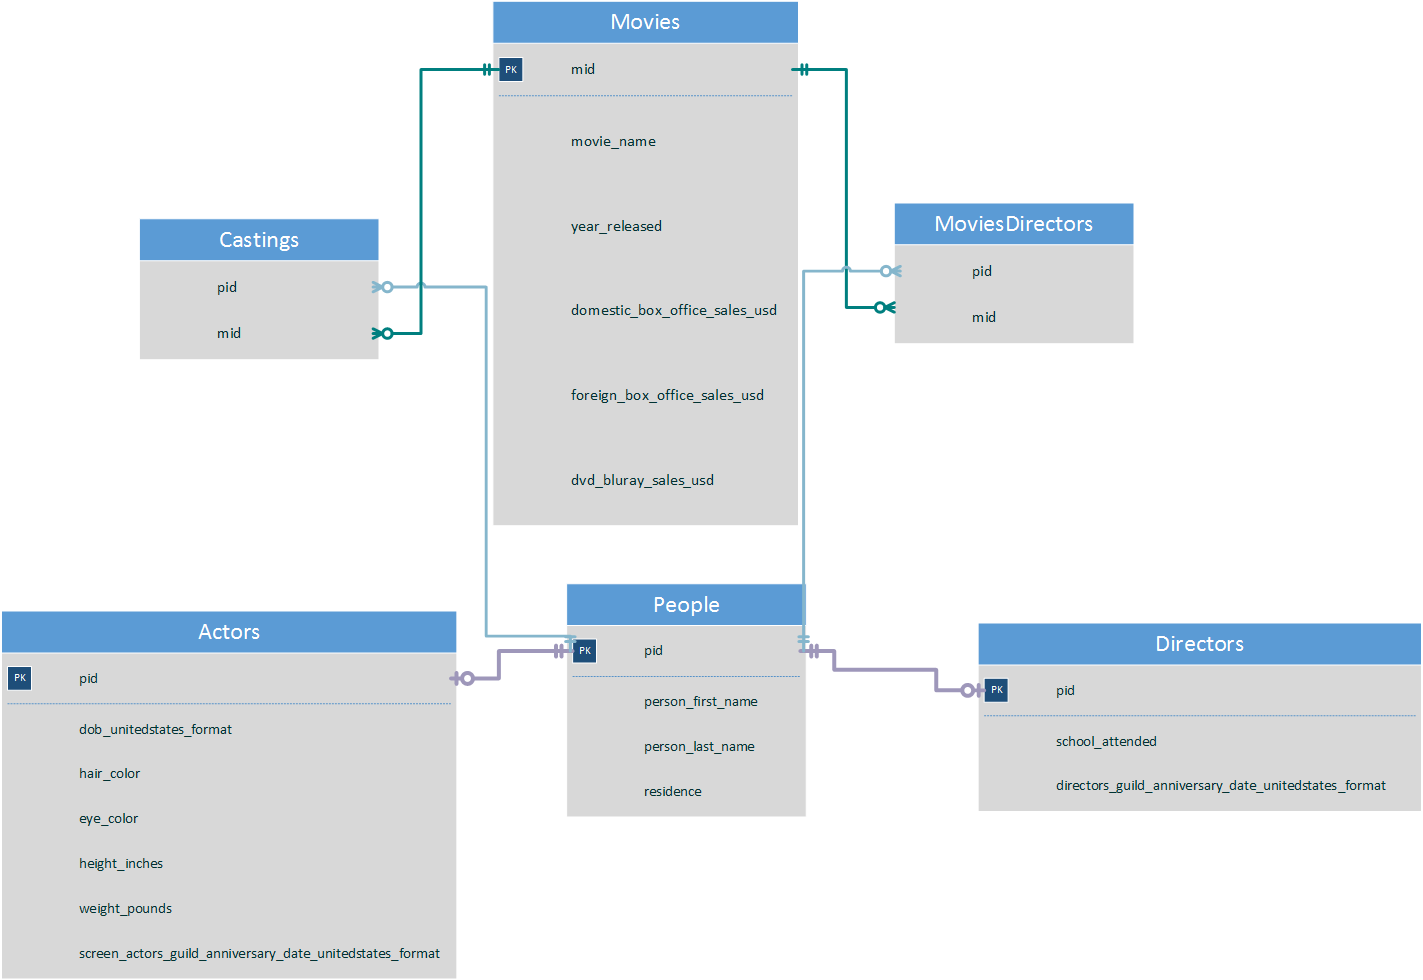 Movies
PK mid
movie_name
year_released
domestic_box_office_sales_usd
foreign_box_office_sales_usd
dvd_bluray_sales_usd
Castings
pid
mid
MoviesDirectors
pid
mid
Actors
PK pid
dob_unitedstates_format
hair_color
eye_color
height_inches
weight_pounds
screen_actors_guild_anniversary_date_unitedstates_format
People
PK pid
person_first_name
person_last_name
residence
Directors
PK pid
school_attended
directors_guild_anniversary_date_unitedstates_format